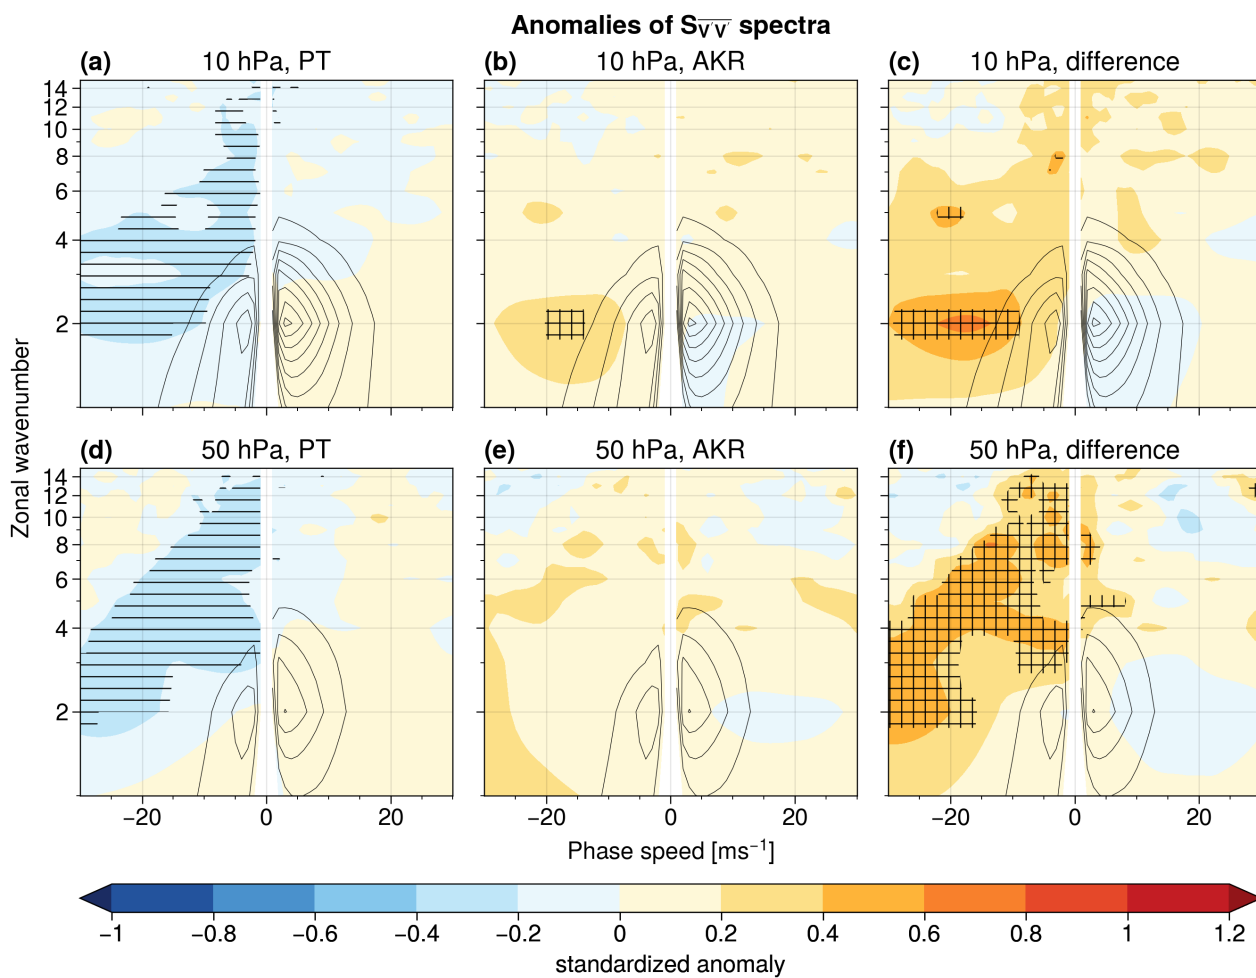 Anomalies of S_{\overline{V'V'}} spectra
(a) 10 hPa, PT
(b) 10 hPa, AKR
(c) 10 hPa, difference
14
12
10
8
6
4
2
(d) 50 hPa, PT
(e) 50 hPa, AKR
(f) 50 hPa, difference
Zonal wavenumber
14
12
10
8
6
4
2
−20 0 20
−20 0 20
−20 0 20
Phase speed [ms⁻¹]
−1 −0.8 −0.6 −0.4 −0.2 0 0.2 0.4 0.6 0.8 1 1.2
standardized anomaly